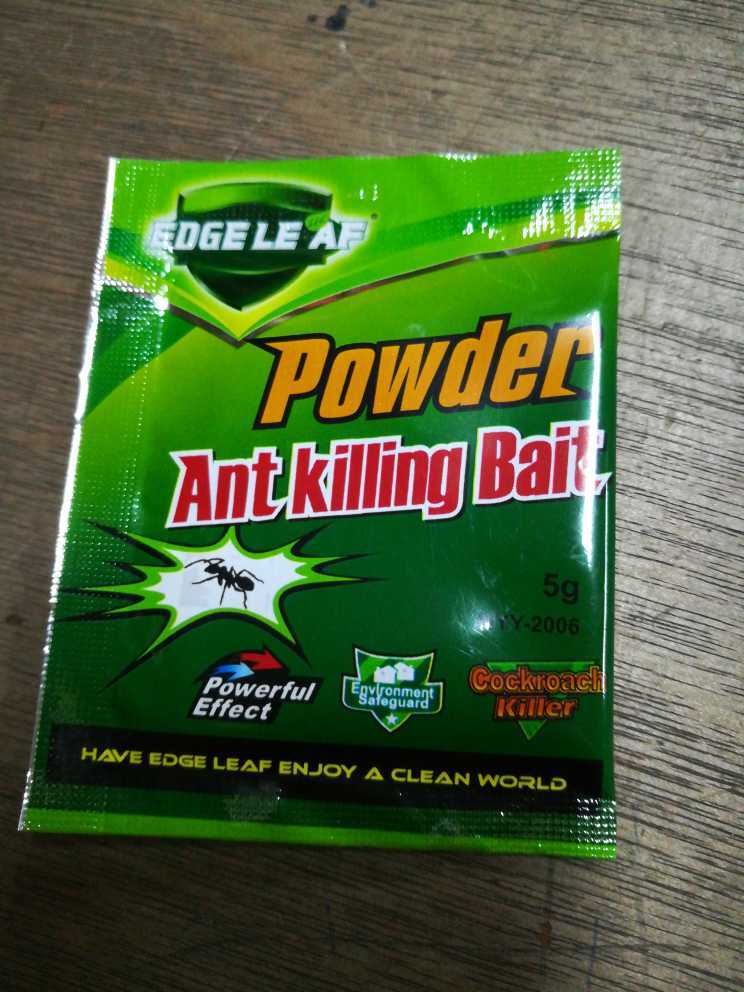 EDGE LEAF
Powder
Ant killing Bait
5g
Powerful
Effect
Environment
Safeguard
Cockroach
Killer
HAVE EDGE LEAF ENJOY A CLEAN WORLD